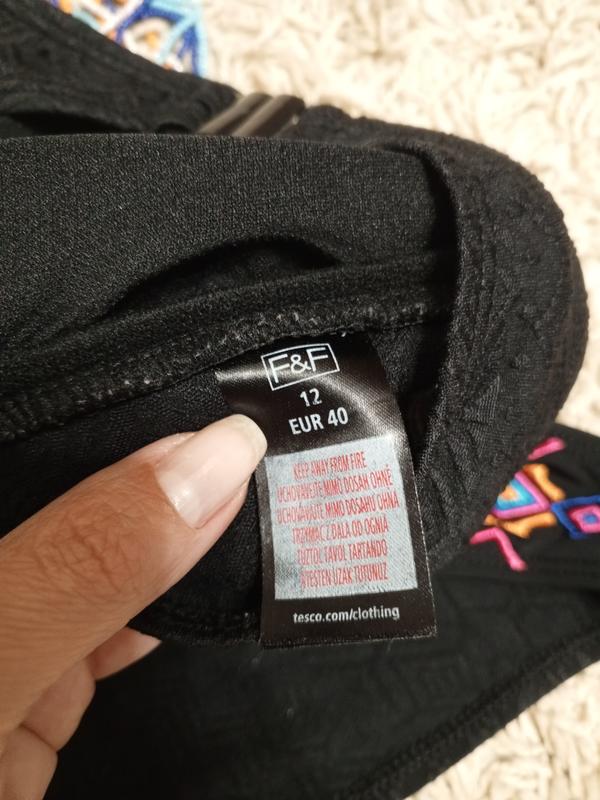 F&F
12
EUR 40
KEEP AWAY FROM FIRE
UCHOVÁVEJTE MIMO DOSAH OHNĚ
UCHOVÁVAJTE MIMO DOSAHU OHŇA
TRZYMAĆ Z DALA OD OGNIA
TŰZTŐL TÁVOL TARTANDÓ
ATEŞTEN UZAK TUTUNUZ
tesco.com/clothing